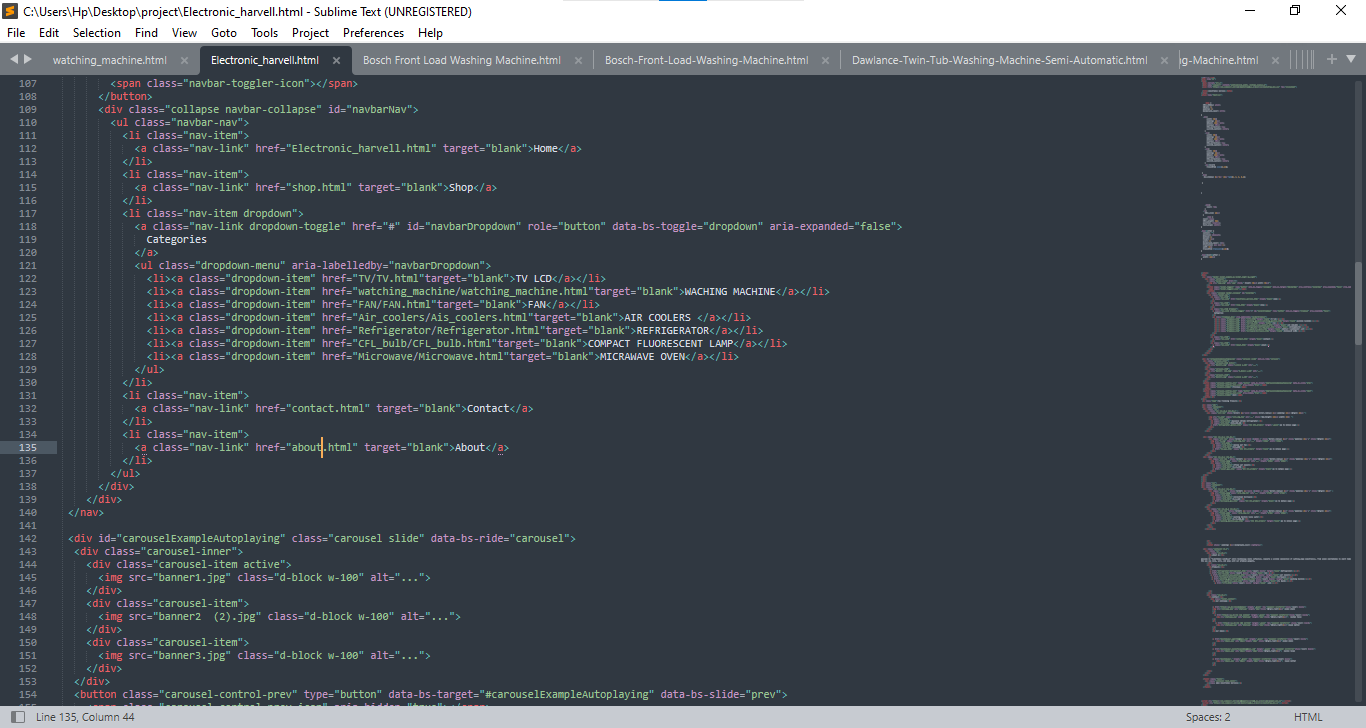 C:\Users\Hp\Desktop\project\Electronic_harvell.html - Sublime Text (UNREGISTERED)
File Edit Selection Find View Goto Tools Project Preferences Help
watching_machine.html Electronic_harvell.html Bosch Front Load Washing Machine.html Bosch-Front-Load-Washing-Machine.html Dawlance-Twin-Tub-Washing-Machine-Semi-Automatic.html g-Machine.html
107 <span class="navbar-toggler-icon"></span>
108 </button>
109 <div class="collapse navbar-collapse" id="navbarNav">
110 <ul class="navbar-nav">
111 <li class="nav-item">
112 <a class="nav-link" href="Electronic_harvell.html" target="blank">Home</a>
113 </li>
114 <li class="nav-item">
115 <a class="nav-link" href="shop.html" target="blank">Shop</a>
116 </li>
117 <li class="nav-item dropdown">
118 <a class="nav-link dropdown-toggle" href="#" id="navbarDropdown" role="button" data-bs-toggle="dropdown" aria-expanded="false">
119 Categories
120 </a>
121 <ul class="dropdown-menu" aria-labelledby="navbarDropdown">
122 <li><a class="dropdown-item" href="TV/TV.html"target="blank">TV LCD</a></li>
123 <li><a class="dropdown-item" href="watching_machine/watching_machine.html"target="blank">WACHING MACHINE</a></li>
124 <li><a class="dropdown-item" href="FAN/FAN.html"target="blank">FAN</a></li>
125 <li><a class="dropdown-item" href="Air_coolers/Ais_coolers.html"target="blank">AIR COOLERS </a></li>
126 <li><a class="dropdown-item" href="Refrigerator/Refrigerator.html"target="blank">REFRIGERATOR</a></li>
127 <li><a class="dropdown-item" href="CFL_bulb/CFL_bulb.html"target="blank">COMPACT FLUORESCENT LAMP</a></li>
128 <li><a class="dropdown-item" href="Microwave/Microwave.html"target="blank">MICRAWAVE OVEN</a></li>
129 </ul>
130 </li>
131 <li class="nav-item">
132 <a class="nav-link" href="contact.html" target="blank">Contact</a>
133 </li>
134 <li class="nav-item">
135 <a class="nav-link" href="about.html" target="blank">About</a>
136 </li>
137 </ul>
138 </div>
139 </div>
140 </nav>
141
142 <div id="carouselExampleAutoplaying" class="carousel slide" data-bs-ride="carousel">
143 <div class="carousel-inner">
144 <div class="carousel-item active">
145 <img src="banner1.jpg" class="d-block w-100" alt="...">
146 </div>
147 <div class="carousel-item">
148 <img src="banner2  (2).jpg" class="d-block w-100" alt="...">
149 </div>
150 <div class="carousel-item">
151 <img src="banner3.jpg" class="d-block w-100" alt="...">
152 </div>
153 </div>
154 <button class="carousel-control-prev" type="button" data-bs-target="#carouselExampleAutoplaying" data-bs-slide="prev">
Line 135, Column 44 Spaces: 2 HTML